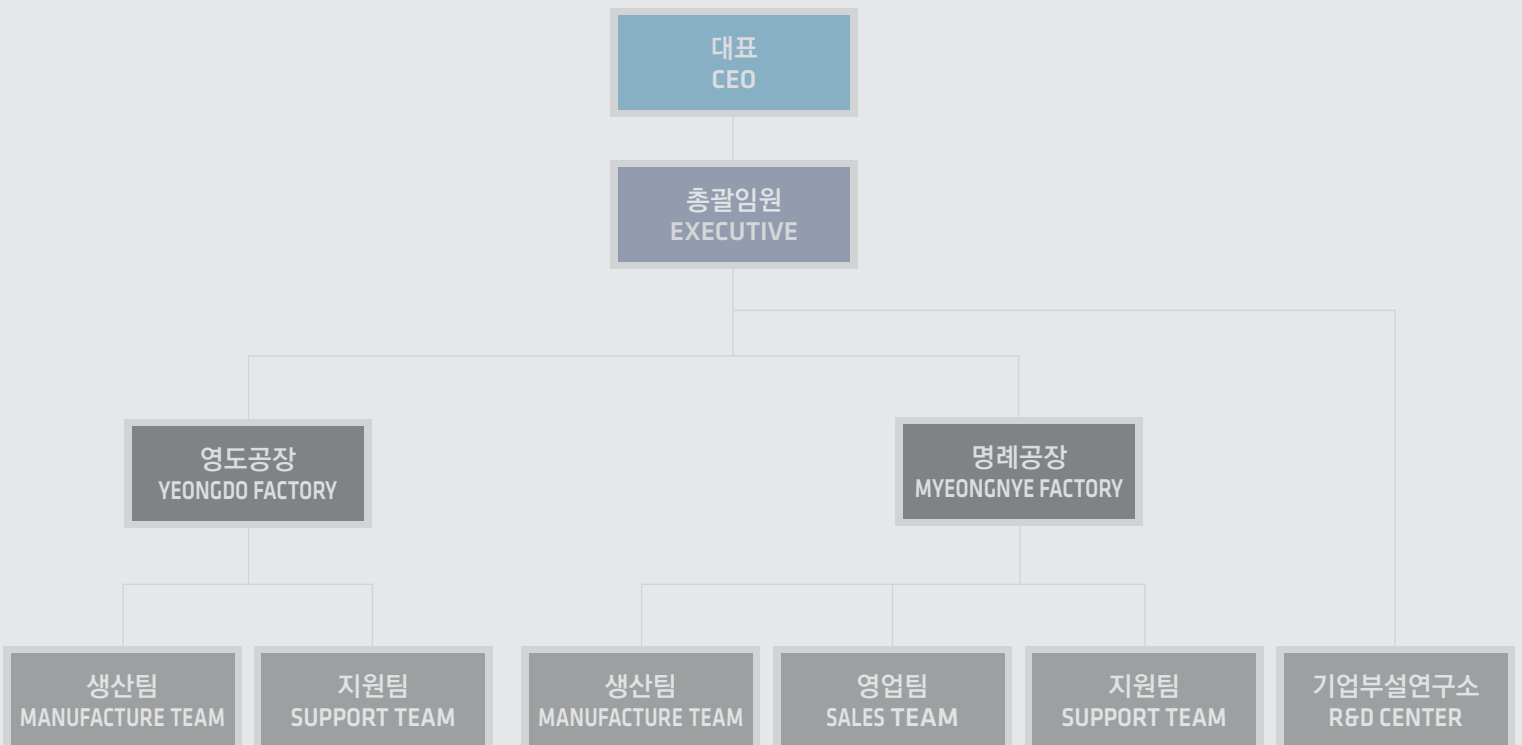 대표
CEO
총괄임원
EXECUTIVE
영도공장
YEONGDO FACTORY
명례공장
MYEONGNYE FACTORY
생산팀
MANUFACTURE TEAM
지원팀
SUPPORT TEAM
생산팀
MANUFACTURE TEAM
영업팀
SALES TEAM
지원팀
SUPPORT TEAM
기업부설연구소
R&D CENTER